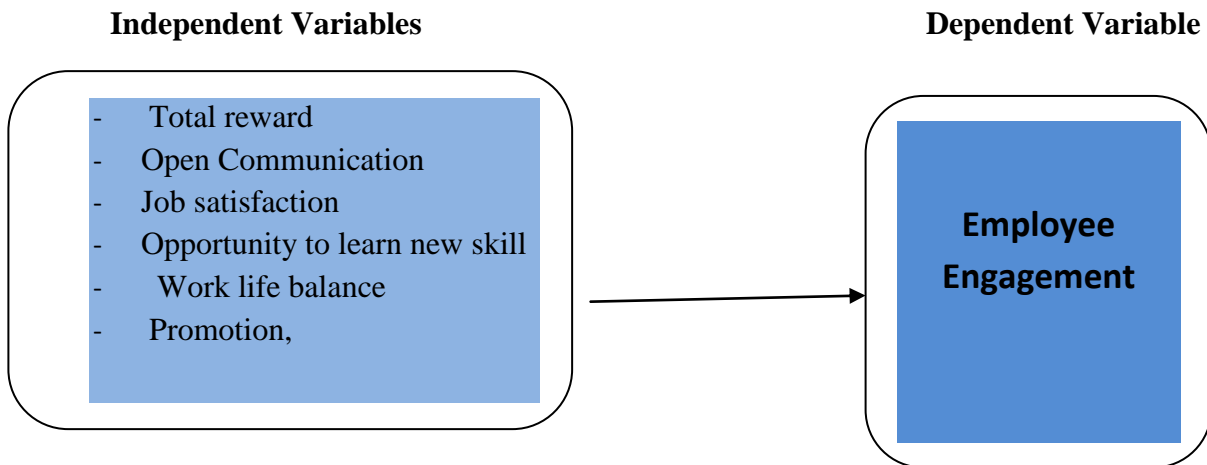 Independent Variables
Dependent Variable
- Total reward
- Open Communication
- Job satisfaction
- Opportunity to learn new skill
- Work life balance
- Promotion,
Employee
Engagement